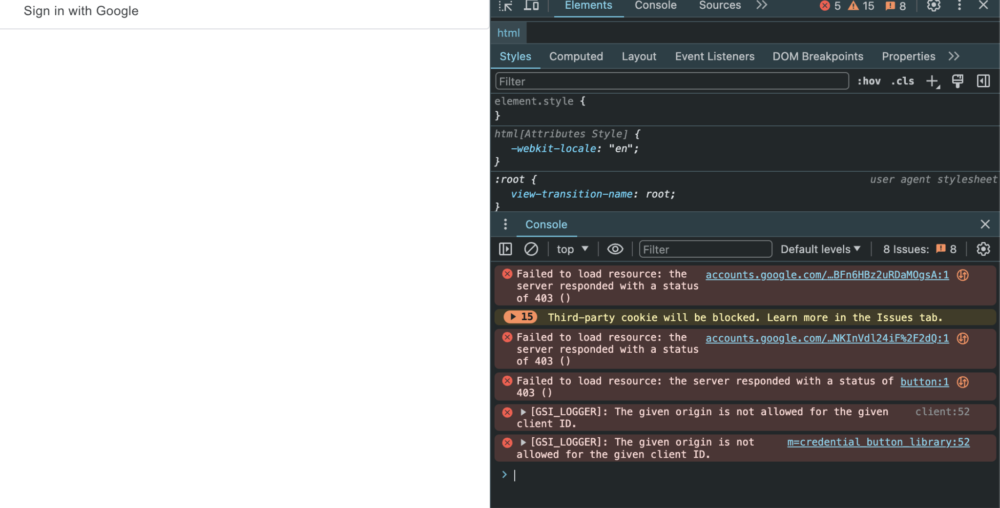 Sign in with Google
Elements Console Sources 5 15 8
html
Styles Computed Layout Event Listeners DOM Breakpoints Properties
Filter :hov .cls
element.style {
}
html[Attributes Style] {
-webkit-locale: "en";
}
:root { user agent stylesheet
view-transition-name: root;
}
Console
top Filter Default levels 8 Issues: 8
Failed to load resource: the accounts.google.com/…BFn6HBz2uRDaMOgsA:1
server responded with a status
of 403 ()
15 Third-party cookie will be blocked. Learn more in the Issues tab.
Failed to load resource: the accounts.google.com/…NKInVdl24iF%2F2dQ:1
server responded with a status
of 403 ()
Failed to load resource: the server responded with a status of button:1
403 ()
[GSI_LOGGER]: The given origin is not allowed for the given client:52
client ID.
[GSI_LOGGER]: The given origin is not m=credential_button_library:52
allowed for the given client ID.